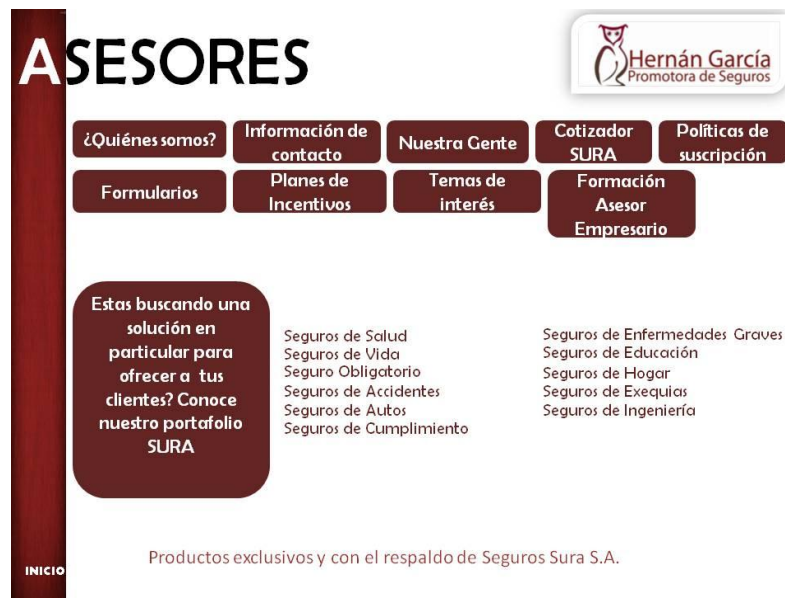 ASESORES
Hernán García
Promotora de Seguros
¿Quiénes somos?
Información de
contacto
Nuestra Gente
Cotizador
SURA
Políticas de
suscripción
Formularios
Planes de
Incentivos
Temas de
interés
Formación
Asesor
Empresario
Estas buscando una
solución en
particular para
ofrecer a tus
clientes? Conoce
nuestro portafolio
SURA
Seguros de Salud
Seguros de Vida
Seguro Obligatorio
Seguros de Accidentes
Seguros de Autos
Seguros de Cumplimiento
Seguros de Enfermedades Graves
Seguros de Educación
Seguros de Hogar
Seguros de Exequias
Seguros de Ingeniería
Productos exclusivos y con el respaldo de Seguros Sura S.A.
INICIO